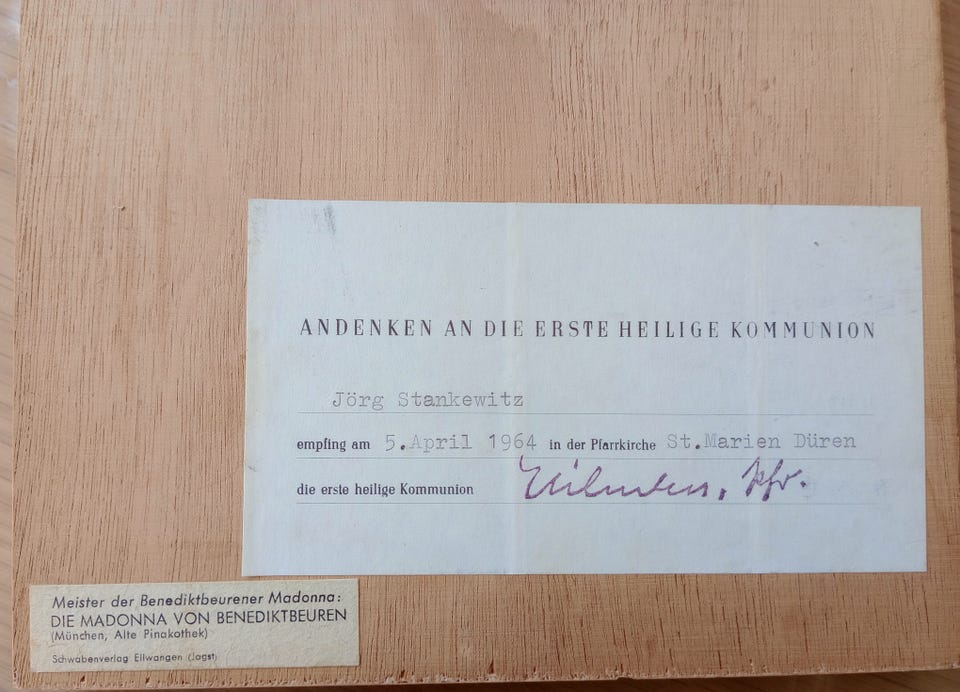 ANDENKEN AN DIE ERSTE HEILIGE KOMMUNION
Jörg Stankewitz
empfing am 5.April 1964 in der Pfarrkirche St.Marien Düren
die erste heilige Kommunion Pfr.
Meister der Benediktbeurener Madonna:
DIE MADONNA VON BENEDIKTBEUREN
(München, Alte Pinakothek)
Schwabenverlag Ellwangen (Jagst)